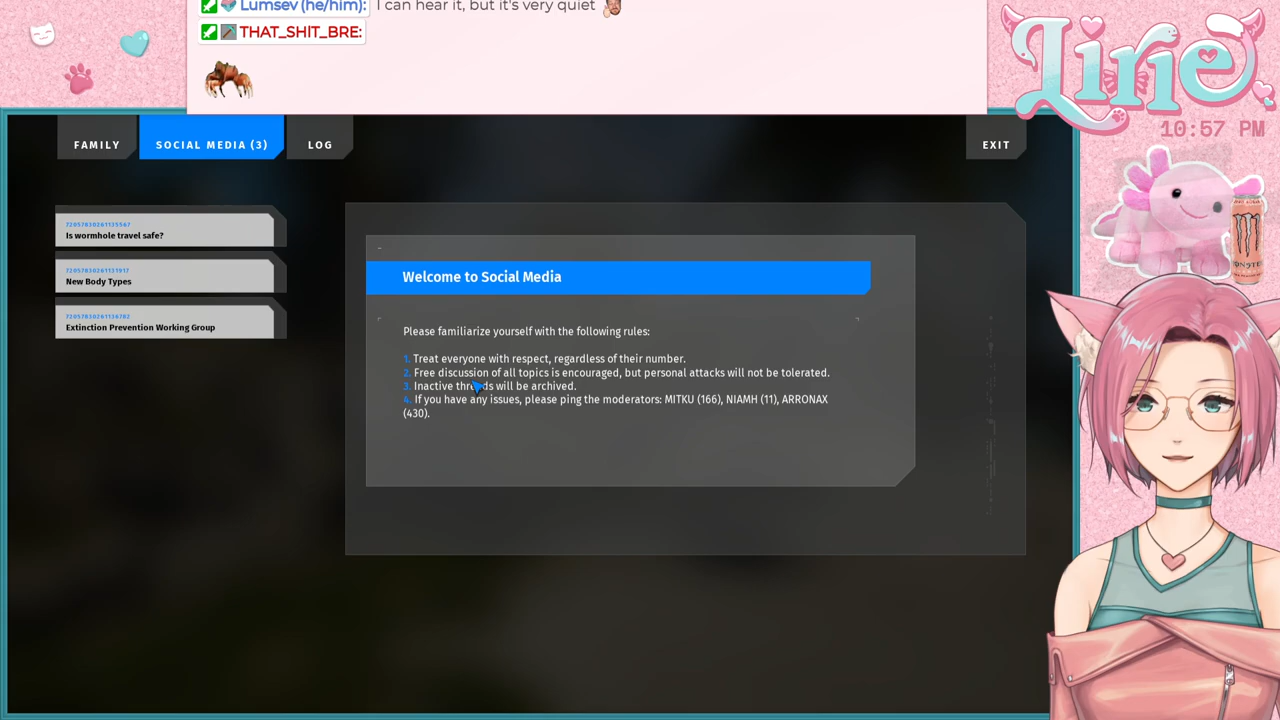 Lumsev (he/him): I can hear it, but it's very quiet
THAT_SHIT_BRE:
Lirie
10:57 PM
FAMILY
SOCIAL MEDIA (3)
LOG
EXIT
72057830261135567
Is wormhole travel safe?
72057830261131917
New Body Types
72057830261136782
Extinction Prevention Working Group
Welcome to Social Media
Please familiarize yourself with the following rules:
1. Treat everyone with respect, regardless of their number.
2. Free discussion of all topics is encouraged, but personal attacks will not be tolerated.
3. Inactive threads will be archived.
4. If you have any issues, please ping the moderators: MITKU (166), NIAMH (11), ARRONAX
(430).
MONSTER